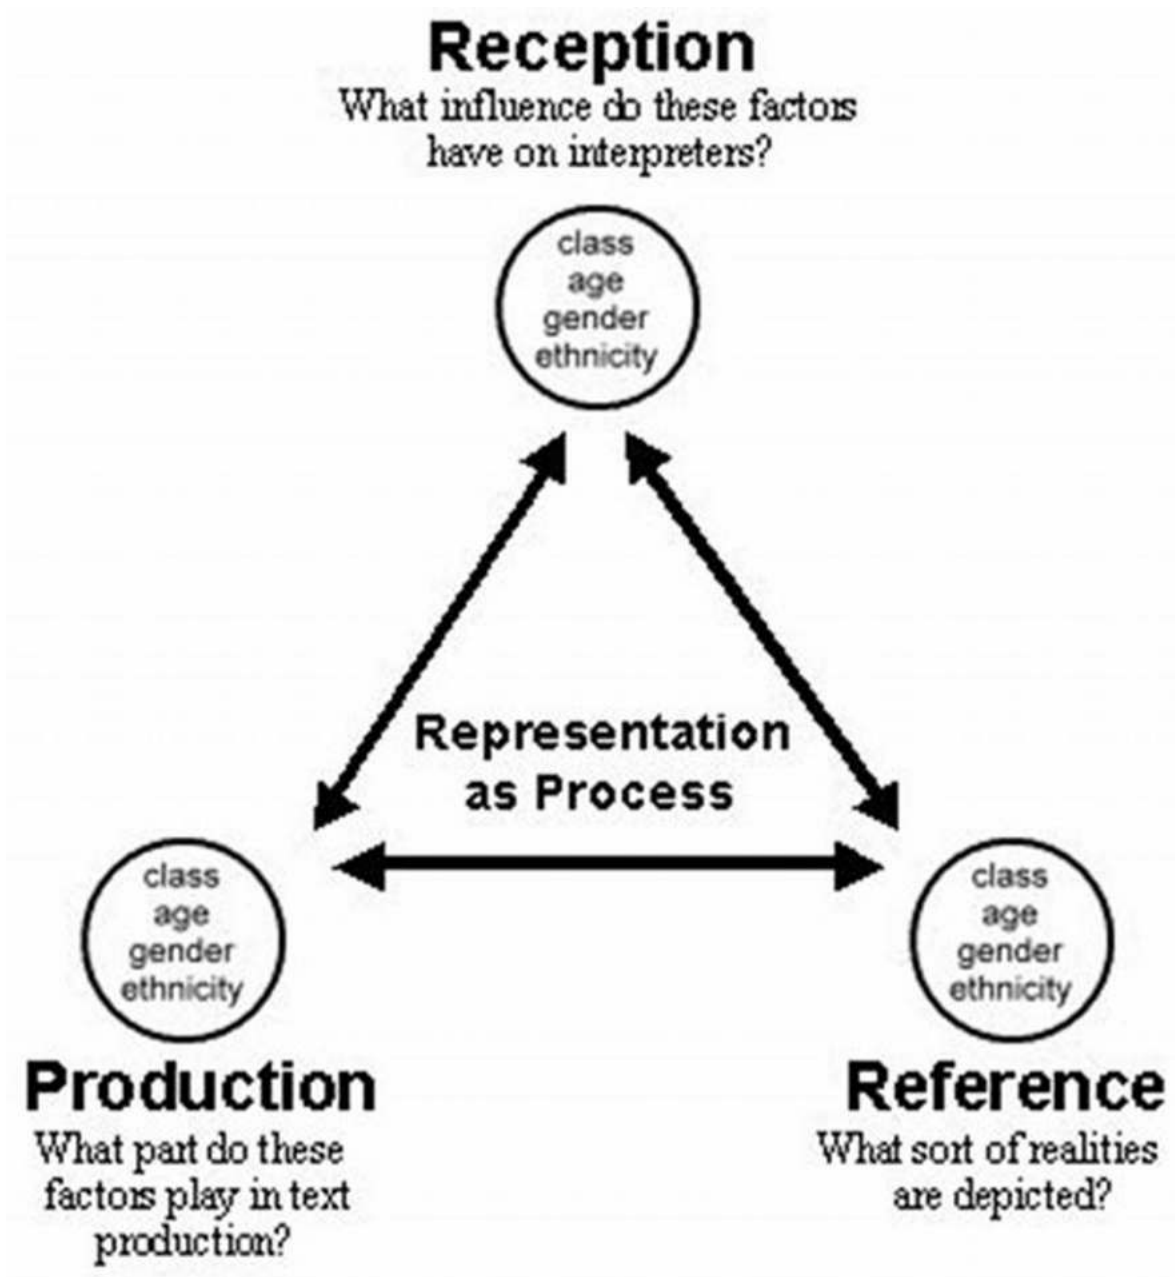 Reception
What influence do these factors
have on interpreters?
class
age
gender
ethnicity
Representation
as Process
class
age
gender
ethnicity
Production
What part do these
factors play in text
production?
class
age
gender
ethnicity
Reference
What sort of realities
are depicted?